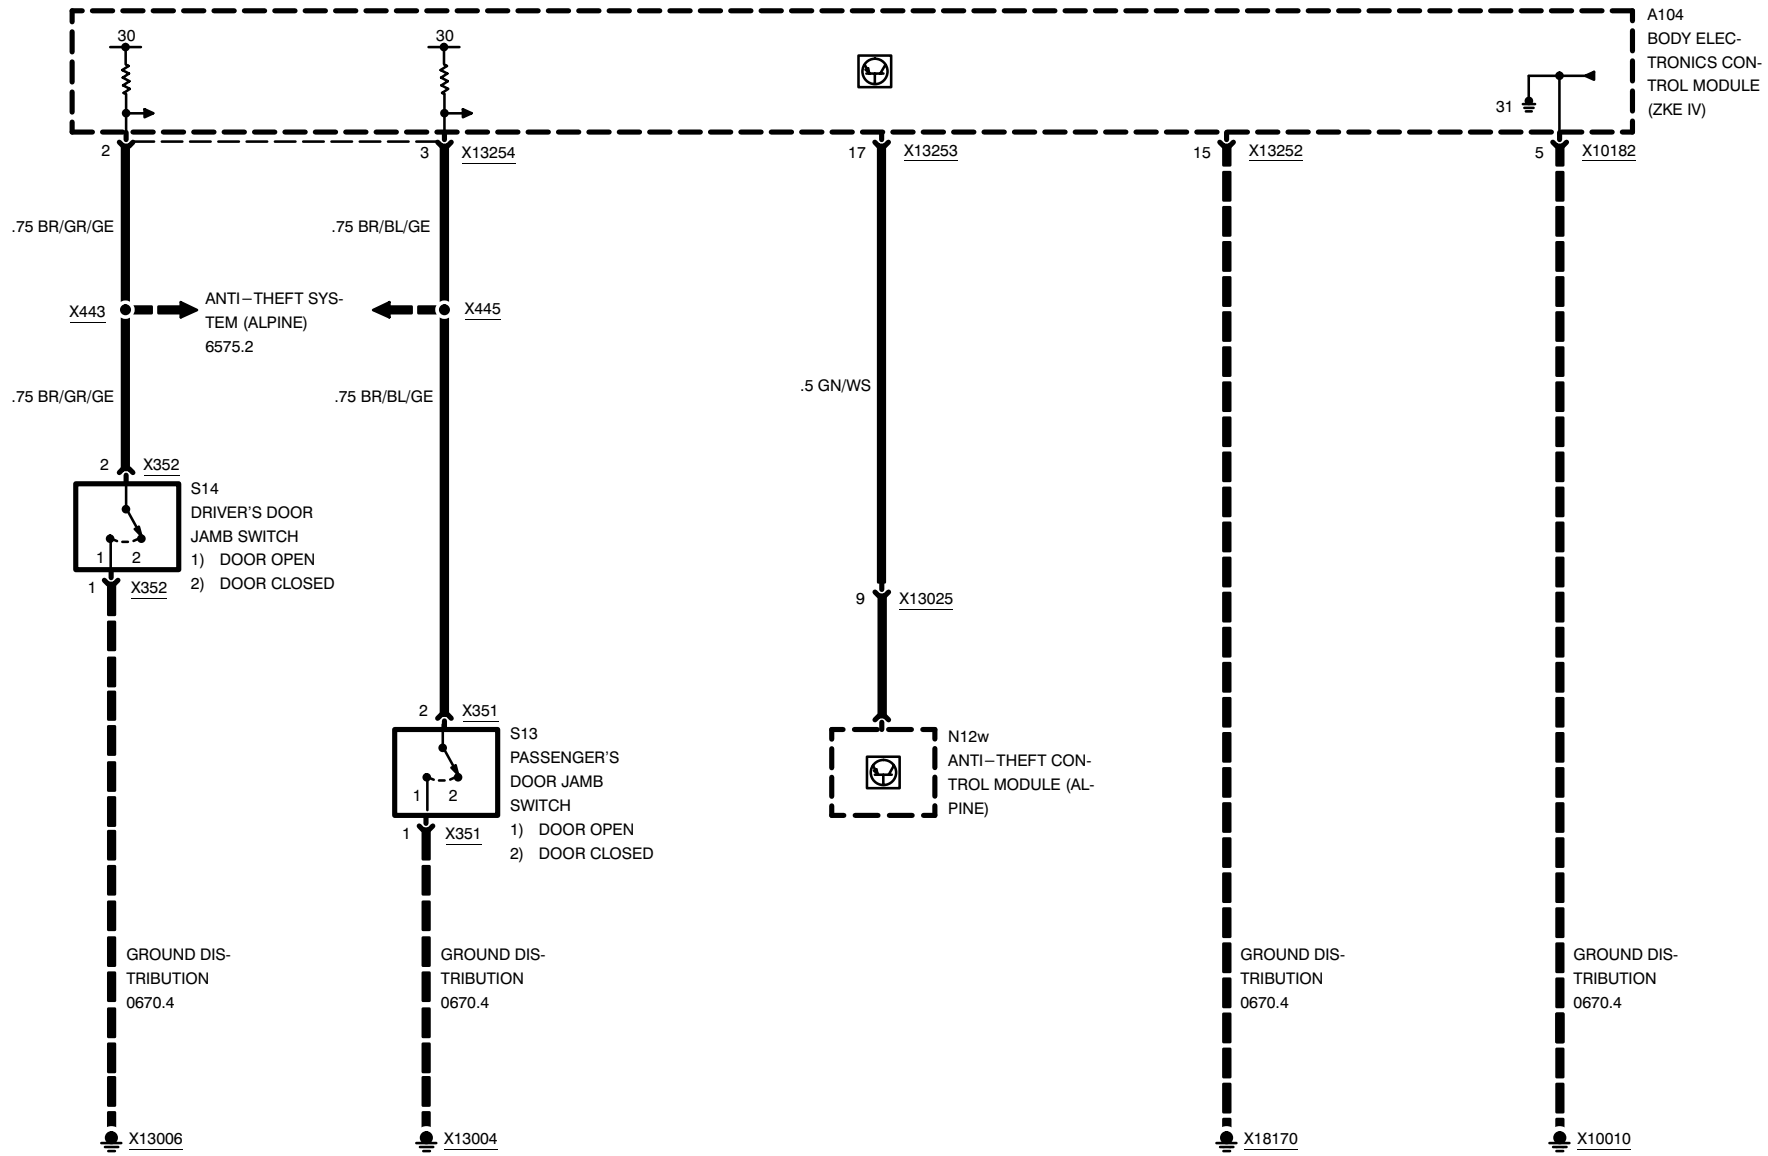 A104
BODY ELEC-
TRONICS CON-
TROL MODULE
(ZKE IV)
30
30
31
2
3
X13254
17
X13253
15
X13252
5
X10182
.75 BR/GR/GE
.75 BR/BL/GE
X443
ANTI-THEFT SYS-
TEM (ALPINE)
6575.2
X445
.75 BR/GR/GE
.75 BR/BL/GE
.5 GN/WS
2
X352
S14
DRIVER'S DOOR
JAMB SWITCH
1) DOOR OPEN
2) DOOR CLOSED
1
2
1
X352
9
X13025
2
X351
S13
PASSENGER'S
DOOR JAMB
SWITCH
1) DOOR OPEN
2) DOOR CLOSED
1
2
1
X351
N12w
ANTI-THEFT CON-
TROL MODULE (AL-
PINE)
GROUND DIS-
TRIBUTION
0670.4
GROUND DIS-
TRIBUTION
0670.4
GROUND DIS-
TRIBUTION
0670.4
GROUND DIS-
TRIBUTION
0670.4
X13006
X13004
X18170
X10010